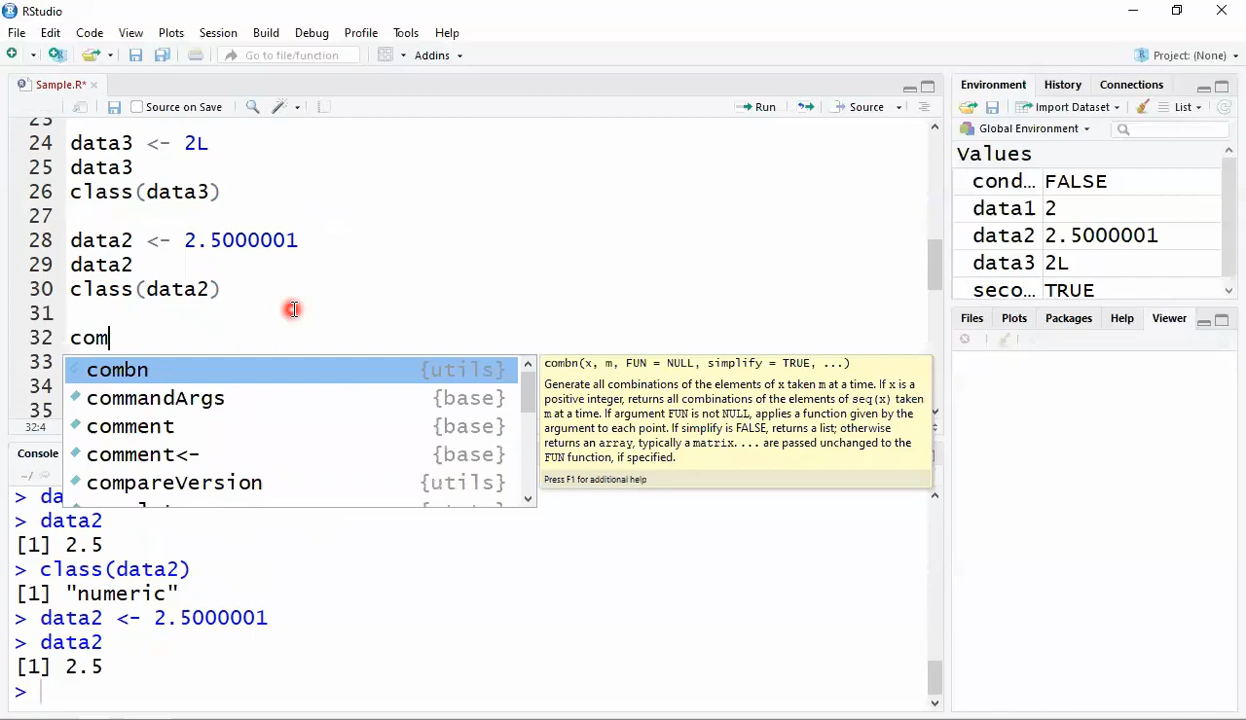 RStudio
File Edit Code View Plots Session Build Debug Profile Tools Help
Go to file/function Addins Project: (None)
Sample.R*
Source on Save Run Source
23
24 data3 <- 2L
25 data3
26 class(data3)
27
28 data2 <- 2.5000001
29 data2
30 class(data2)
31
32 com
33
34
35
32:4
combn {utils}
commandArgs {base}
comment {base}
comment<- {base}
compareVersion {utils}
combn(x, m, FUN = NULL, simplify = TRUE, ...)
Generate all combinations of the elements of x taken m at a time. If x is a
positive integer, returns all combinations of the elements of seq(x) taken
m at a time. If argument FUN is not NULL, applies a function given by the
argument to each point. If simplify is FALSE, returns a list; otherwise
returns an array, typically a matrix. ... are passed unchanged to the
FUN function, if specified.
Press F1 for additional help
Console
~/
> da
> data2
[1] 2.5
> class(data2)
[1] "numeric"
> data2 <- 2.5000001
> data2
[1] 2.5
>
Environment History Connections
Import Dataset List
Global Environment
Values
cond... FALSE
data1 2
data2 2.5000001
data3 2L
seco... TRUE
Files Plots Packages Help Viewer